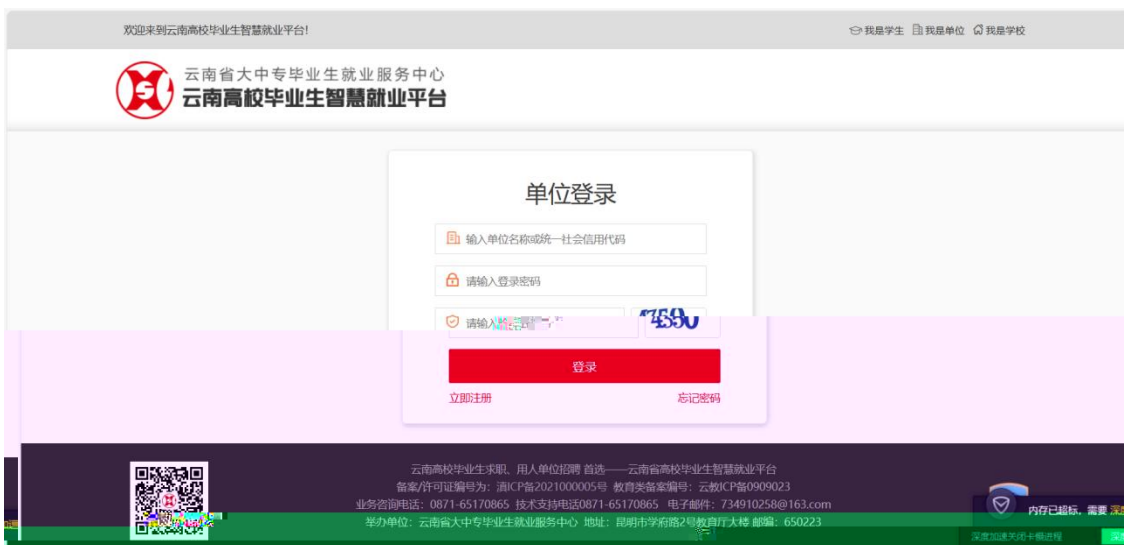 欢迎来到云南高校毕业生智慧就业平台!
我是学生 我是单位 我是学校
云南省大中专毕业生就业服务中心
云南高校毕业生智慧就业平台
单位登录
输入单位名称或统一社会信用代码
请输入登录密码
请输入
登录
立即注册 忘记密码
云南高校毕业生求职、用人单位招聘 首选——云南省高校毕业生智慧就业平台
备案/许可证编号为：滇ICP备2021000005号 教育类备案编号：云教ICP备0909023
业务咨询电话：0871-65170865 技术支持电话0871-65170865 电子邮件：734910258@163.com
举办单位：云南省大中专毕业生就业服务中心 地址：昆明市学府路2号教育厅大楼 邮编：650223
内存已超标，需要
深度加速关闭卡顿进程